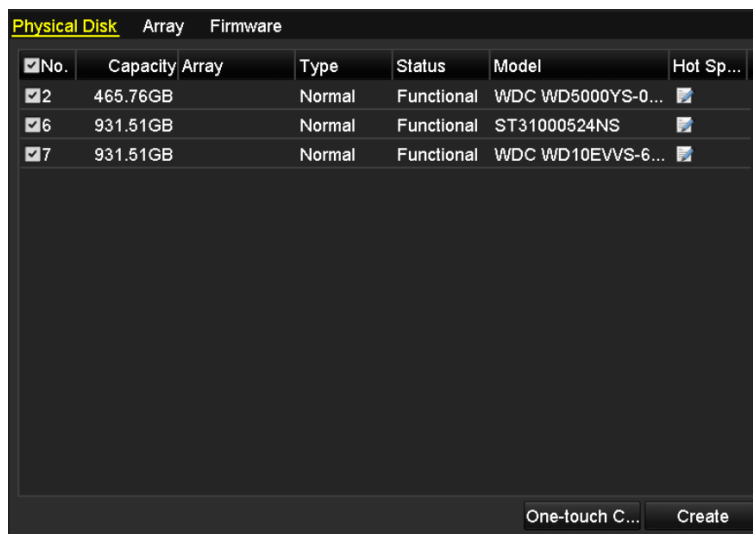 Physical Disk Array Firmware
No. Capacity Array Type Status Model Hot Sp...
2 465.76GB Normal Functional WDC WD5000YS-0...
6 931.51GB Normal Functional ST31000524NS
7 931.51GB Normal Functional WDC WD10EVVS-6...
One-touch C... Create